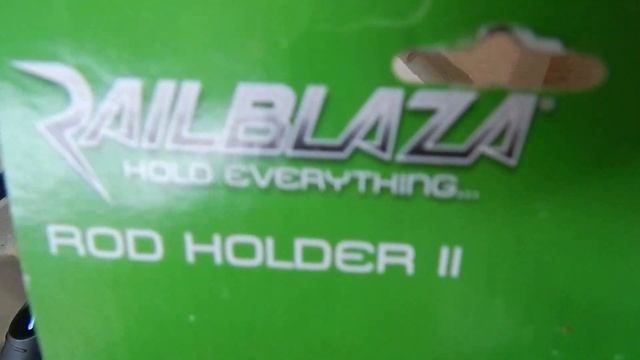 RAILBLAZA
HOLD EVERYTHING...
ROD HOLDER II